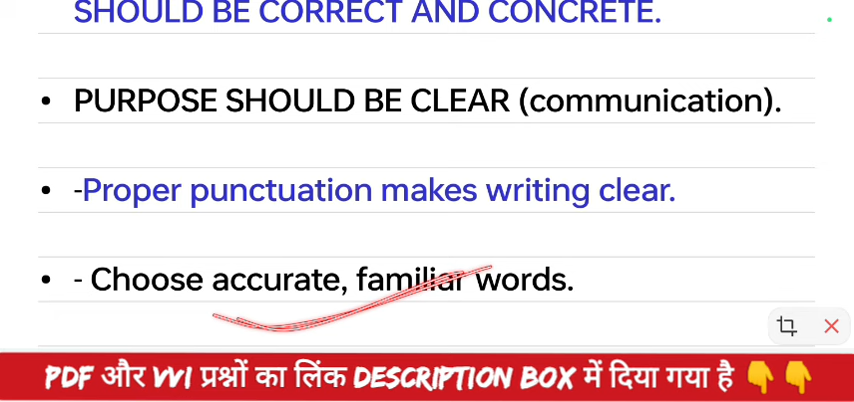 SHOULD BE CORRECT AND CONCRETE.
• PURPOSE SHOULD BE CLEAR (communication).
• -Proper punctuation makes writing clear.
• - Choose accurate, familiar words.
PDF और VVI प्रश्नों का लिंक DESCRIPTION BOX में दिया गया है 👇👇